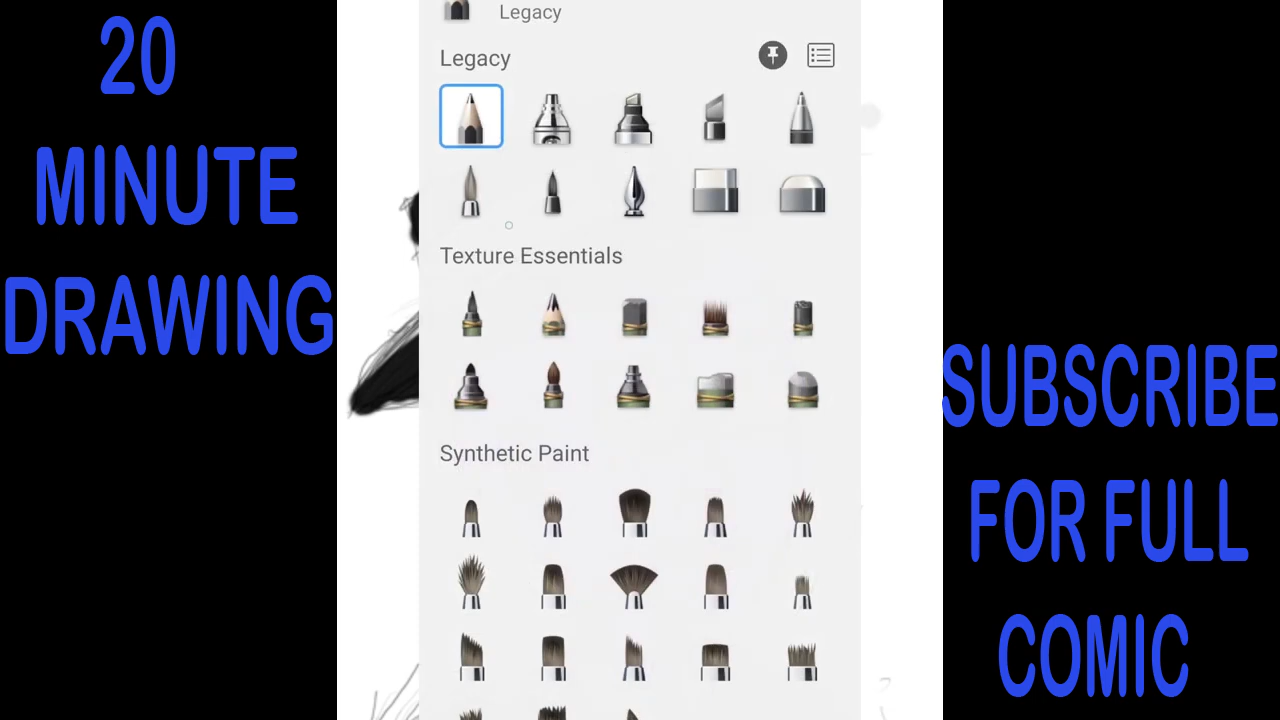 20
MINUTE
DRAWING
Legacy
Legacy
Texture Essentials
Synthetic Paint
SUBSCRIBE
FOR FULL
COMIC